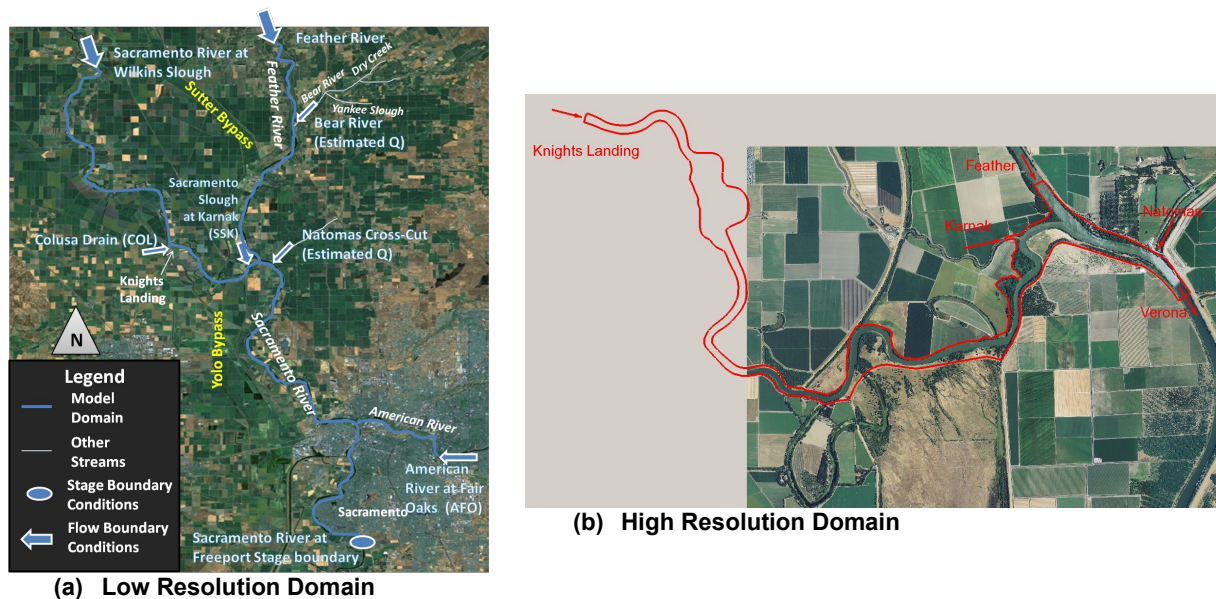 Sacramento River at
Wilkins Slough
Feather River
Feather River
Bear River
Dry Creek
Yankee Slough
Sutter Bypass
Bear River
(Estimated Q)
Sacramento
Slough
at Karnak
(SSK)
Colusa Drain (COL)
Natomas Cross-Cut
(Estimated Q)
Knights
Landing
N
Yolo Bypass
Sacramento River
American River
American
River at Fair
Oaks (AFO)
Sacramento
Sacramento River at
Freeport Stage boundary
Legend
Model
Domain
Other
Streams
Stage Boundary
Conditions
Flow Boundary
Conditions
(a) Low Resolution Domain
Knights Landing
Feather
Karnak
Natomas
Verona
(b) High Resolution Domain